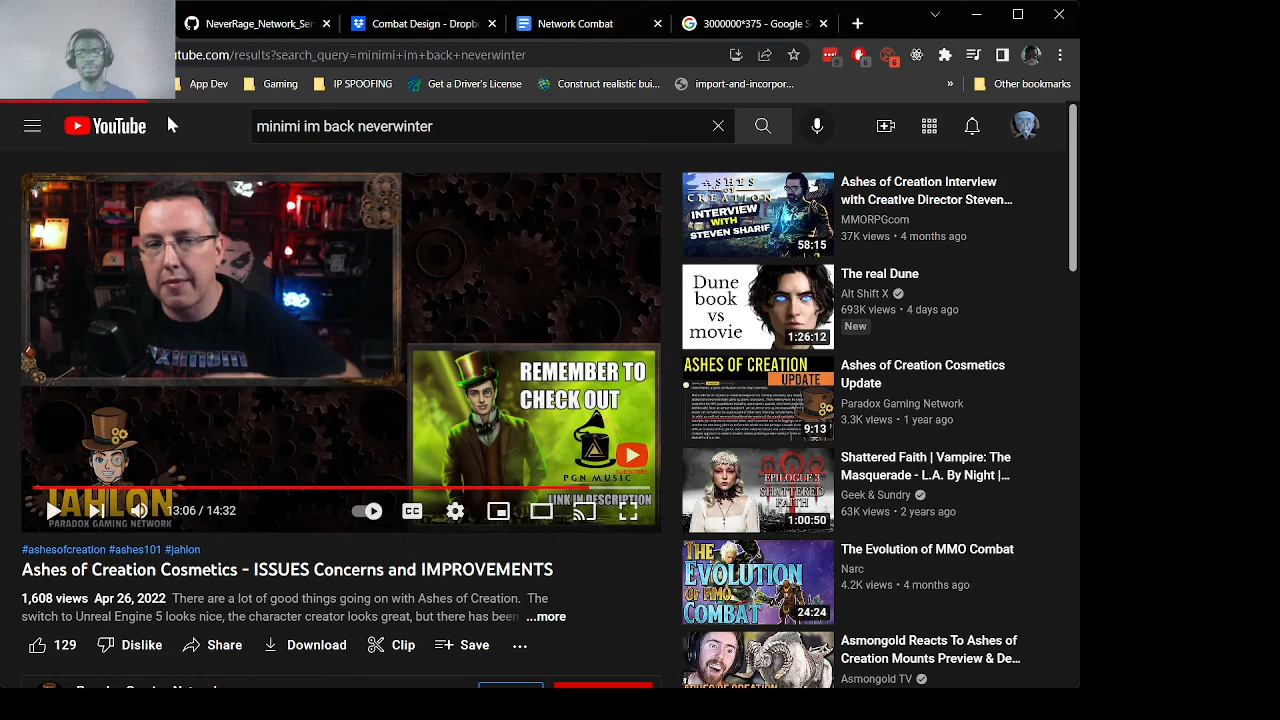 NeverRage_Network_Ser
Combat Design - Dropb
Network Combat
3000000*375 - Google S
tube.com/results?search_query=minimi+im+back+neverwinter
9
6
6
App Dev
Gaming
IP SPOOFING
Get a Driver's License
Construct realistic bui...
import-and-incorpor...
»
Other bookmarks
YouTube
minimi im back neverwinter
REMEMBER TO
CHECK OUT
PGN MUSIC
SUBSCRIBE
LINK IN DESCRIPTION
JAHLON
PARADOX GAMING NETWORK
13:06 / 14:32
CC
#ashesofcreation #ashes101 #jahlon
Ashes of Creation Cosmetics - ISSUES Concerns and IMPROVEMENTS
1,608 views Apr 26, 2022 There are a lot of good things going on with Ashes of Creation. The
switch to Unreal Engine 5 looks nice, the character creator looks great, but there has been ...more
129
Dislike
Share
Download
Clip
Save
ASHES
CREATION
INTERVIEW
WITH
STEVEN SHARIF
58:15
Ashes of Creation Interview
with Creative Director Steven...
MMORPGcom
37K views • 4 months ago
Dune
book
vs
movie
1:26:12
The real Dune
Alt Shift X
693K views • 4 days ago
New
ASHES OF CREATION
UPDATE
9:13
Ashes of Creation Cosmetics
Update
Paradox Gaming Network
3.3K views • 1 year ago
EPILOGUE
SHATTERED
FAITH
1:00:50
Shattered Faith | Vampire: The
Masquerade - L.A. By Night |...
Geek & Sundry
63K views • 2 years ago
THE
EVOLUTION
OF MMO
COMBAT
24:24
The Evolution of MMO Combat
Narc
4.2K views • 4 months ago
Asmongold Reacts To Ashes of
Creation Mounts Preview & De...
Asmongold TV